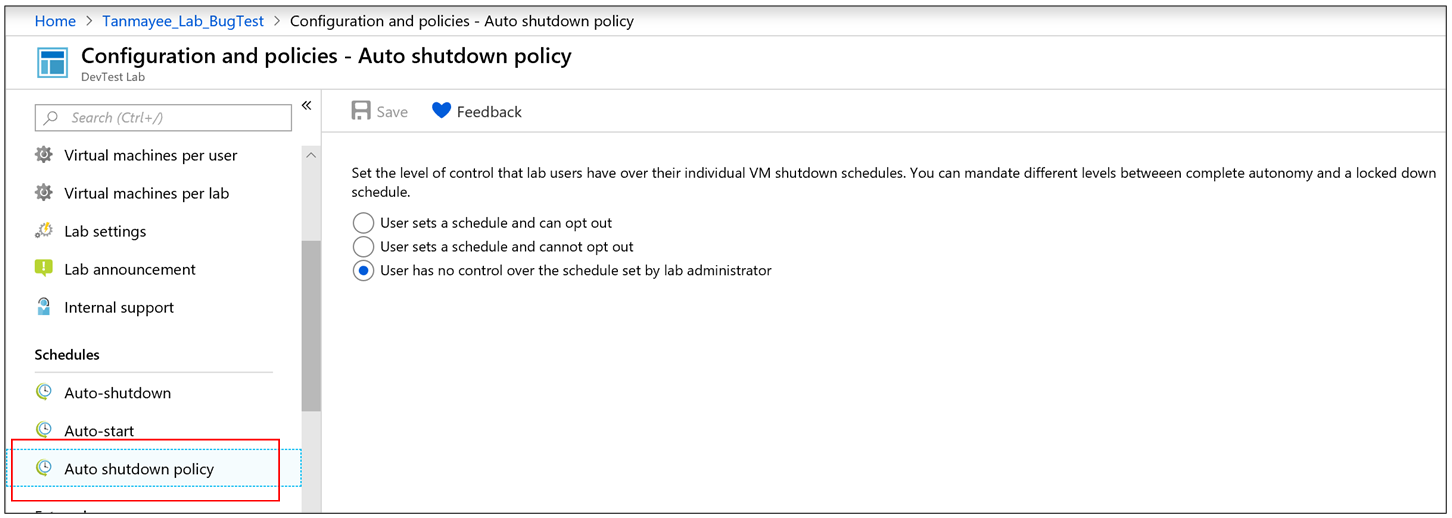 Home > Tanmayee_Lab_BugTest > Configuration and policies - Auto shutdown policy
Configuration and policies - Auto shutdown policy
DevTest Lab
Search (Ctrl+/)
Virtual machines per user
Virtual machines per lab
Lab settings
Lab announcement
Internal support
Schedules
Auto-shutdown
Auto-start
Auto shutdown policy
Save
Feedback
Set the level of control that lab users have over their individual VM shutdown schedules. You can mandate different levels betweeen complete autonomy and a locked down
schedule.
User sets a schedule and can opt out
User sets a schedule and cannot opt out
User has no control over the schedule set by lab administrator